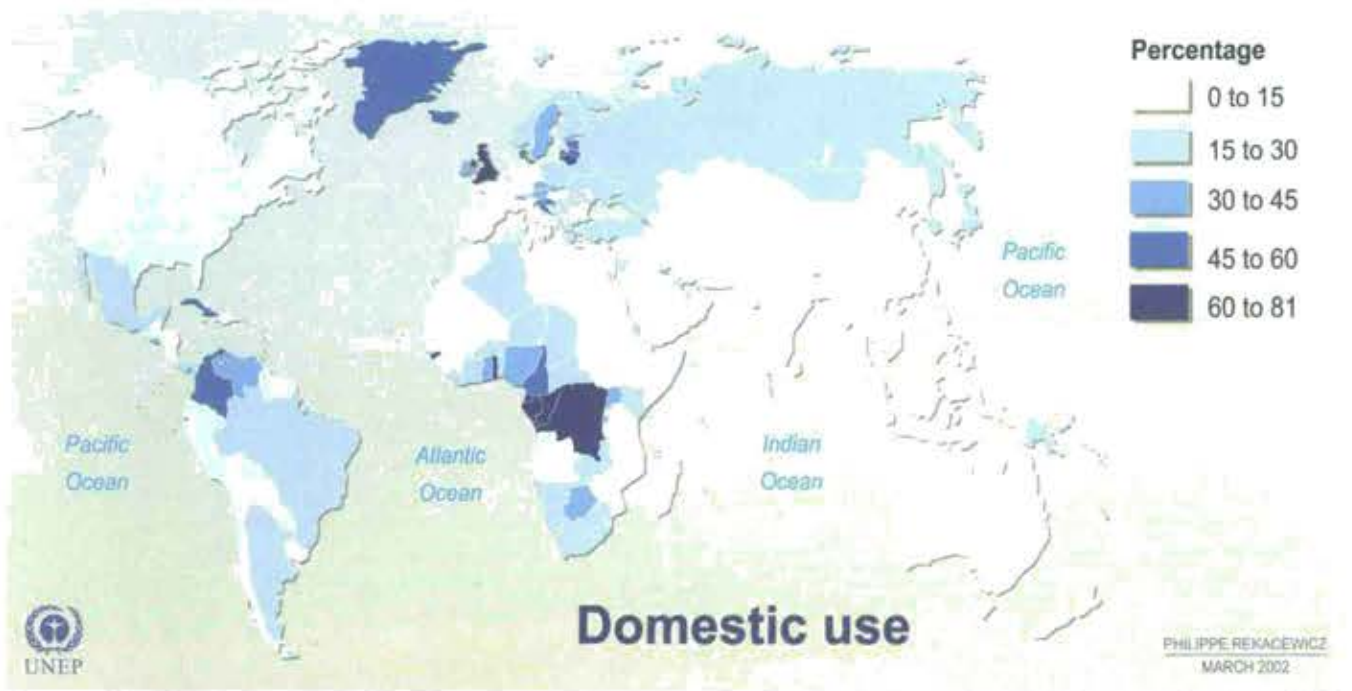 Percentage
0 to 15
15 to 30
30 to 45
45 to 60
60 to 81
Pacific
Ocean
Pacific
Ocean
Atlantic
Ocean
Indian
Ocean
Domestic use
UNEP
PHILIPPE REKACEWICZ
MARCH 2002